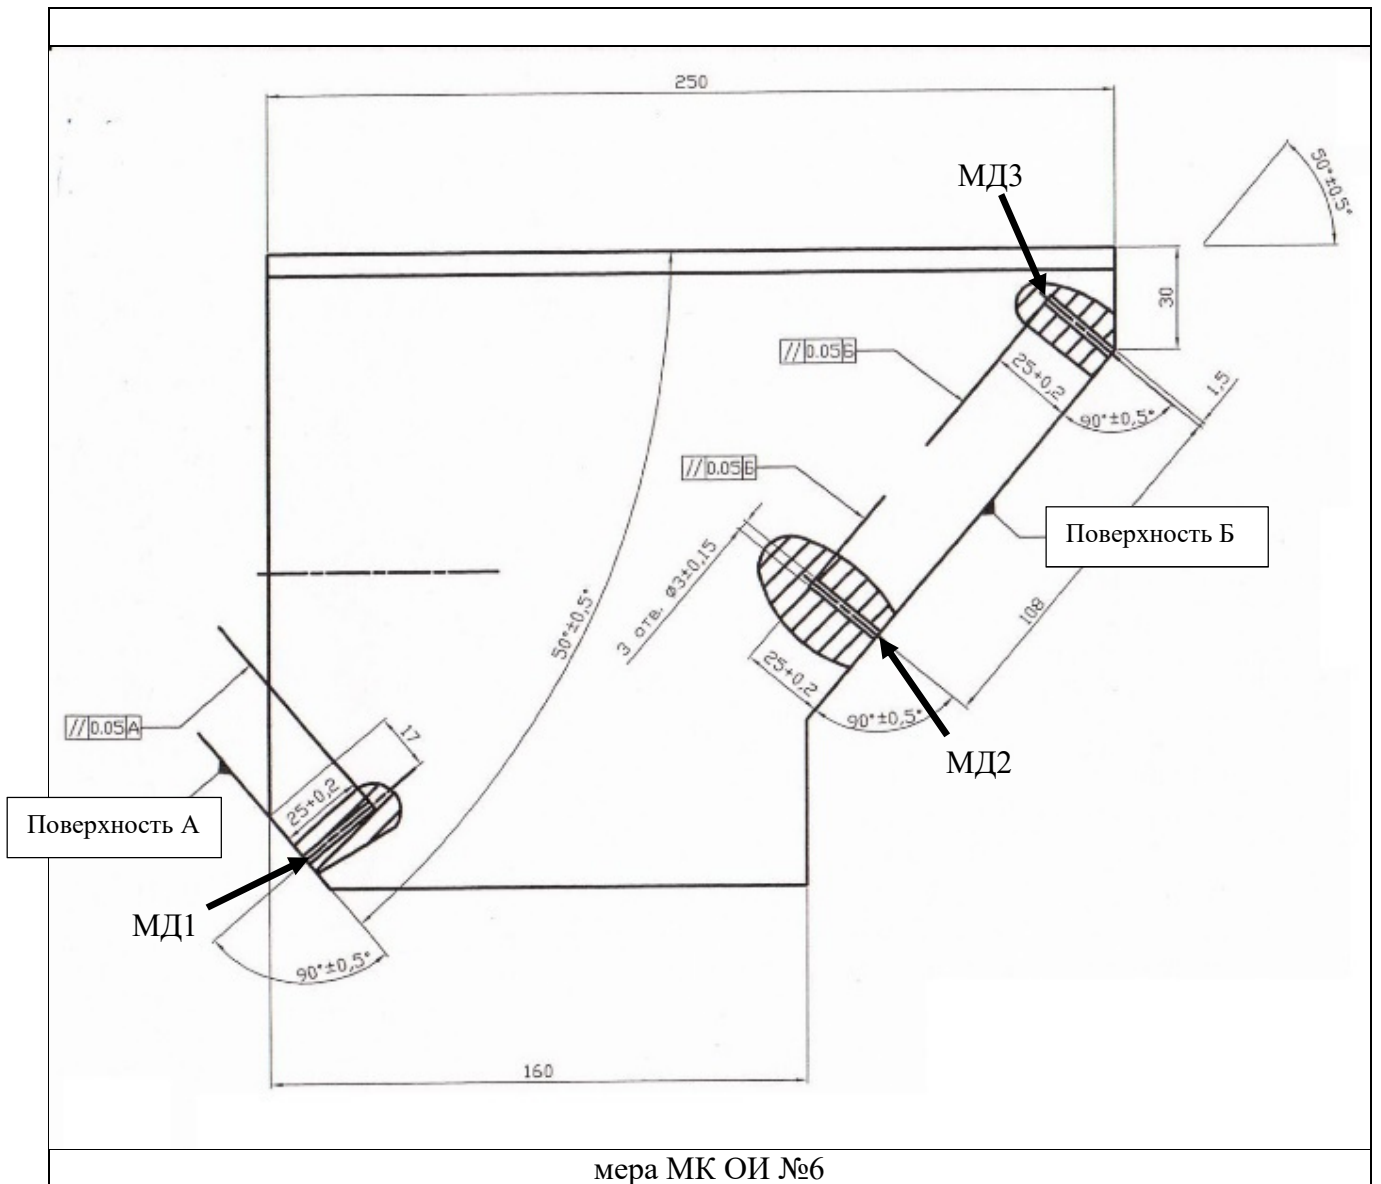 250
50°±0.5°
МД3
30
//0.05Б
25+0,2
1,5
90°±0,5°
//0.05Б
Поверхность Б
3 отв. ø3±0,15
50°±0,5°
108
25+0,2
90°±0,5°
//0.05А
17
МД2
25+0,2
Поверхность А
МД1
90°±0,5°
160
мера МК ОИ №6